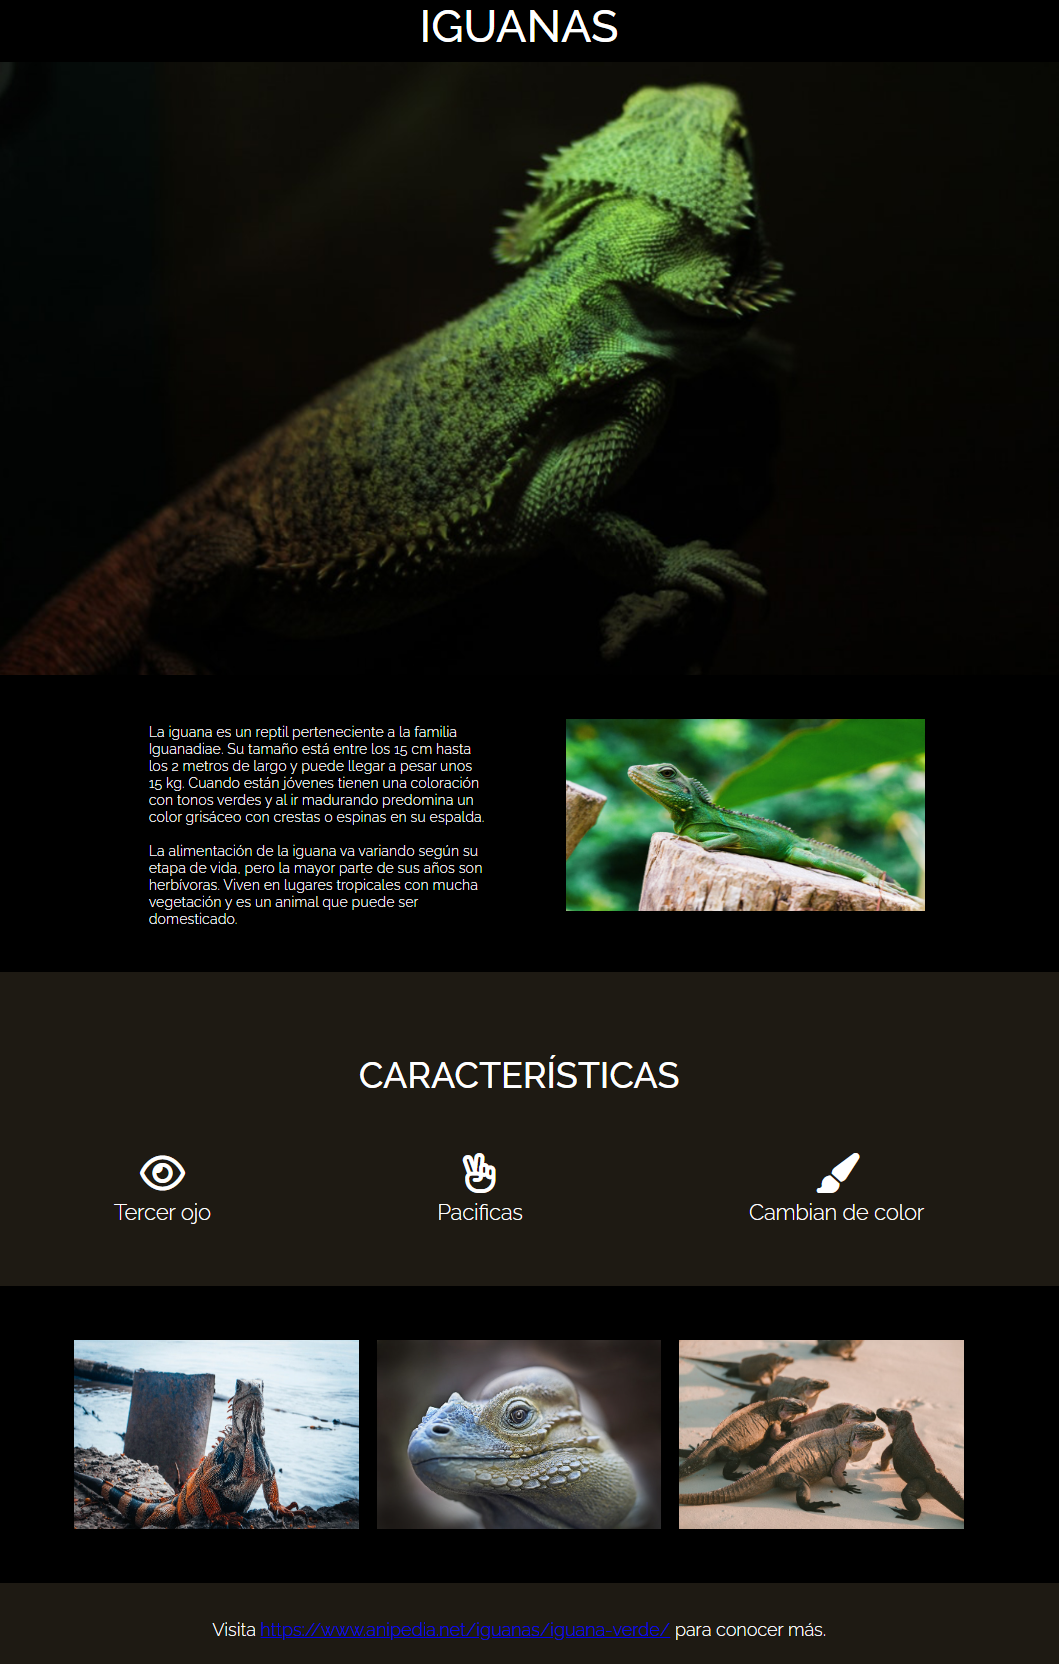 IGUANAS
La iguana es un reptil perteneciente a la familia
Iguanadiae. Su tamaño está entre los 15 cm hasta
los 2 metros de largo y puede llegar a pesar unos
15 kg. Cuando están jóvenes tienen una coloración
con tonos verdes y al ir madurando predomina un
color grisáceo con crestas o espinas en su espalda.
La alimentación de la iguana va variando según su
etapa de vida, pero la mayor parte de sus años son
herbívoras. Viven en lugares tropicales con mucha
vegetación y es un animal que puede ser
domesticado.
CARACTERÍSTICAS
Tercer ojo
Pacificas
Cambian de color
Visita https://www.anipedia.net/iguanas/iguana-verde/ para conocer más.